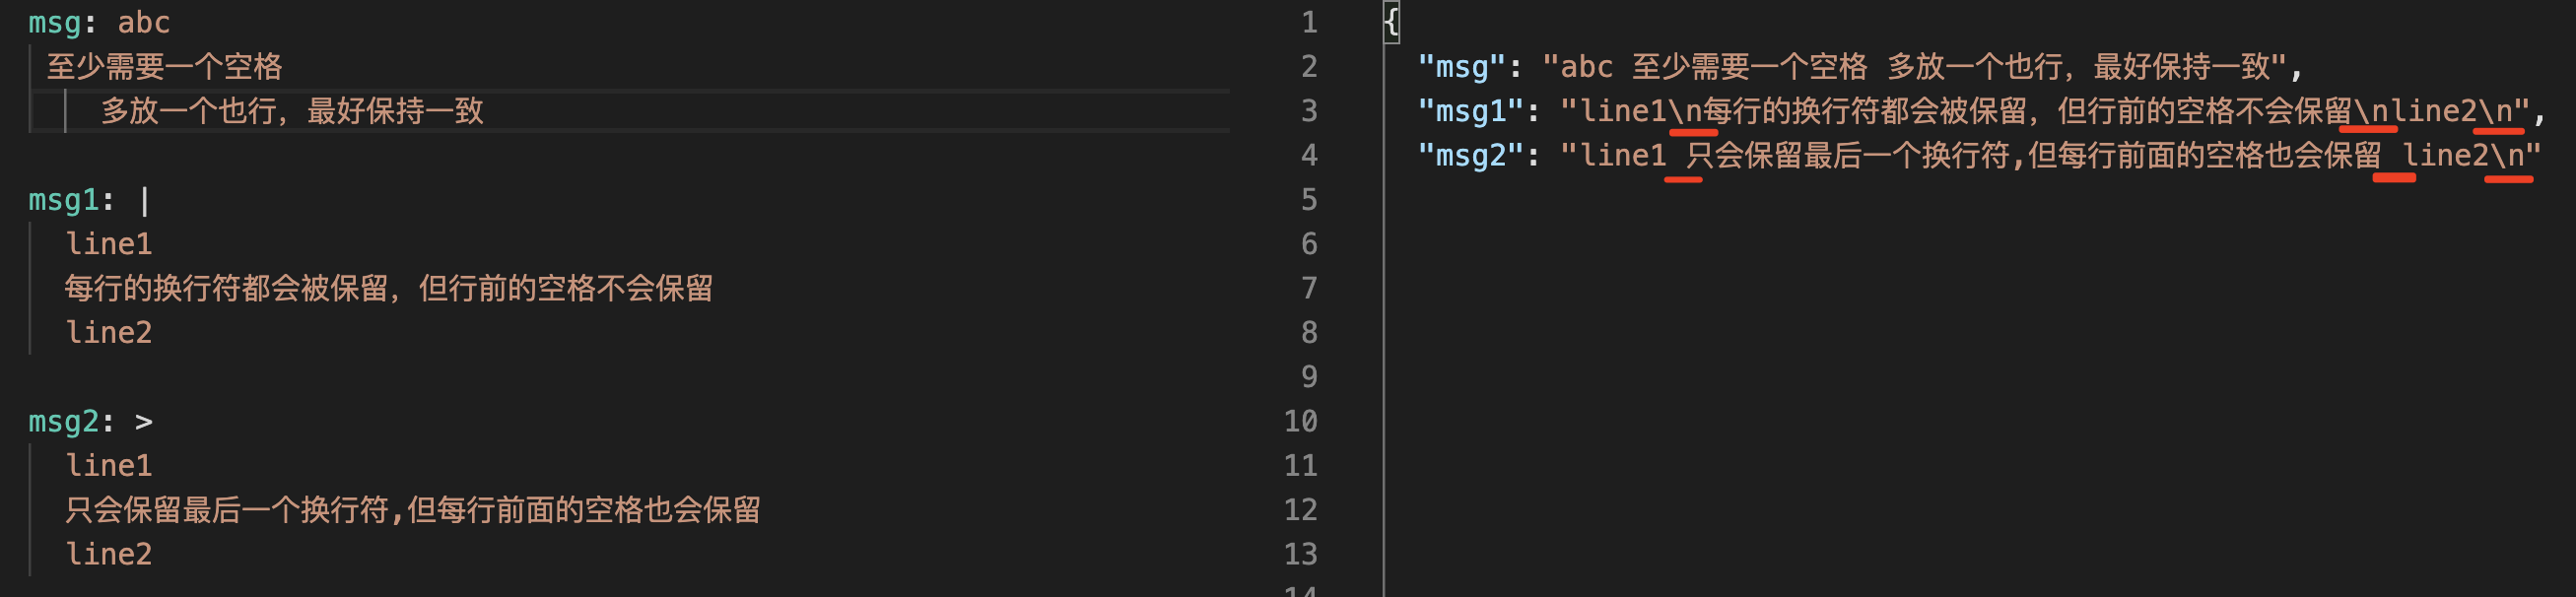 msg: abc
至少需要一个空格
多放一个也行，最好保持一致
msg1: |
line1
每行的换行符都会被保留，但行前的空格不会保留
line2
msg2: >
line1
只会保留最后一个换行符,但每行前面的空格也会保留
line2
1 {
2 "msg": "abc 至少需要一个空格 多放一个也行，最好保持一致",
3 "msg1": "line1\n每行的换行符都会被保留，但行前的空格不会保留\nline2\n",
4 "msg2": "line1 只会保留最后一个换行符,但每行前面的空格也会保留 line2\n"
5
6
7
8
9
10
11
12
13
14